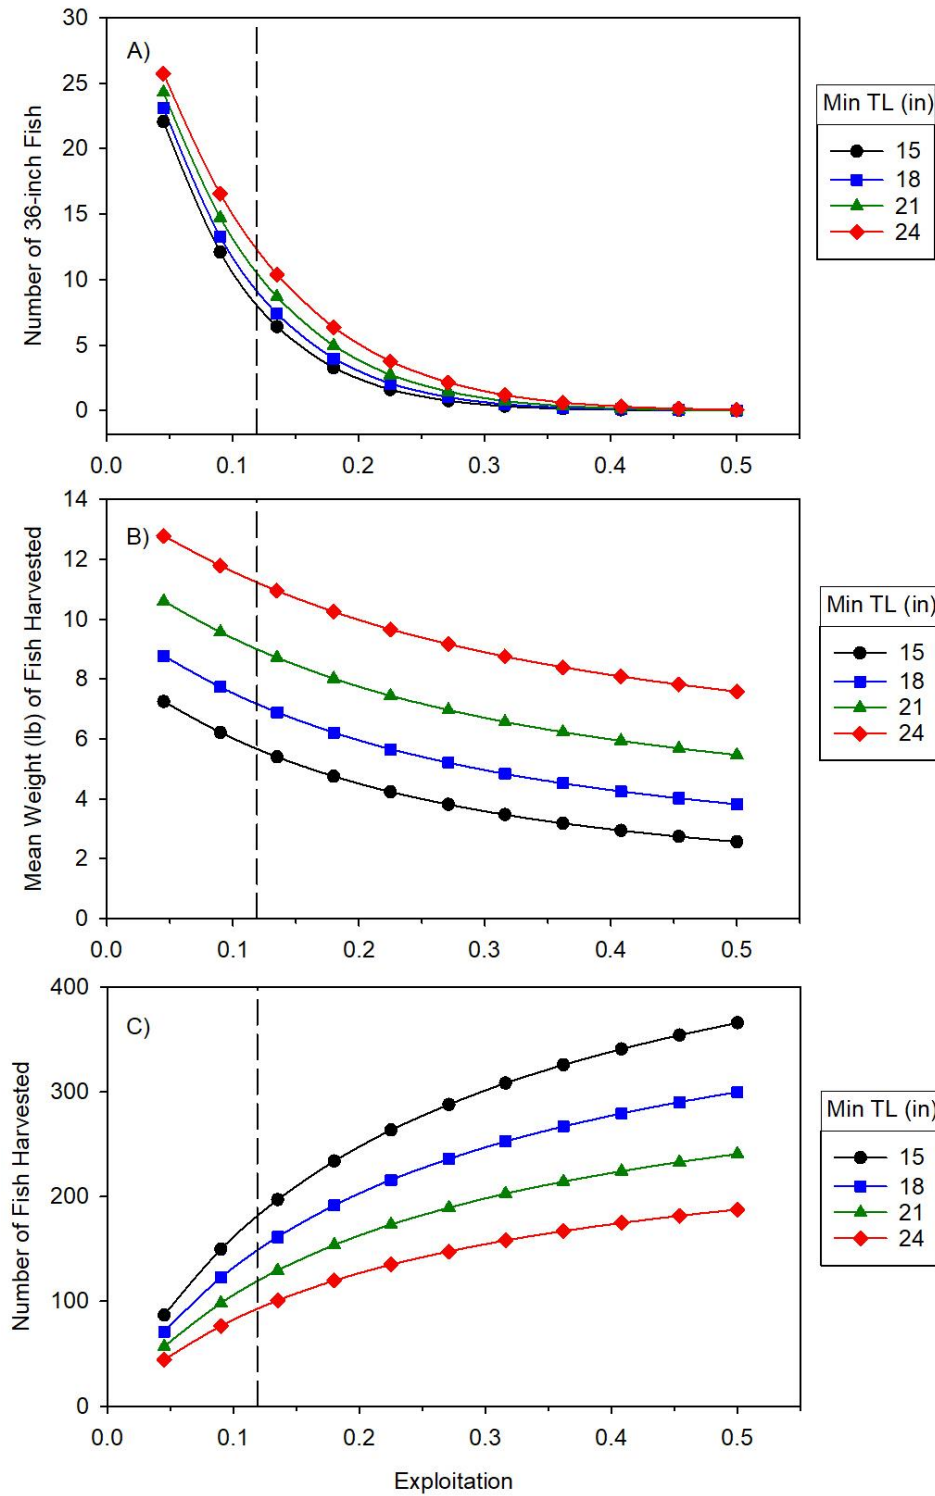 A)
Number of 36-inch Fish
30
25
20
15
10
5
0
0.0 0.1 0.2 0.3 0.4 0.5
Min TL (in)
15
18
21
24
B)
Mean Weight (lb) of Fish Harvested
14
12
10
8
6
4
2
0
0.0 0.1 0.2 0.3 0.4 0.5
Min TL (in)
15
18
21
24
C)
Number of Fish Harvested
400
300
200
100
0
0.0 0.1 0.2 0.3 0.4 0.5
Min TL (in)
15
18
21
24
Exploitation